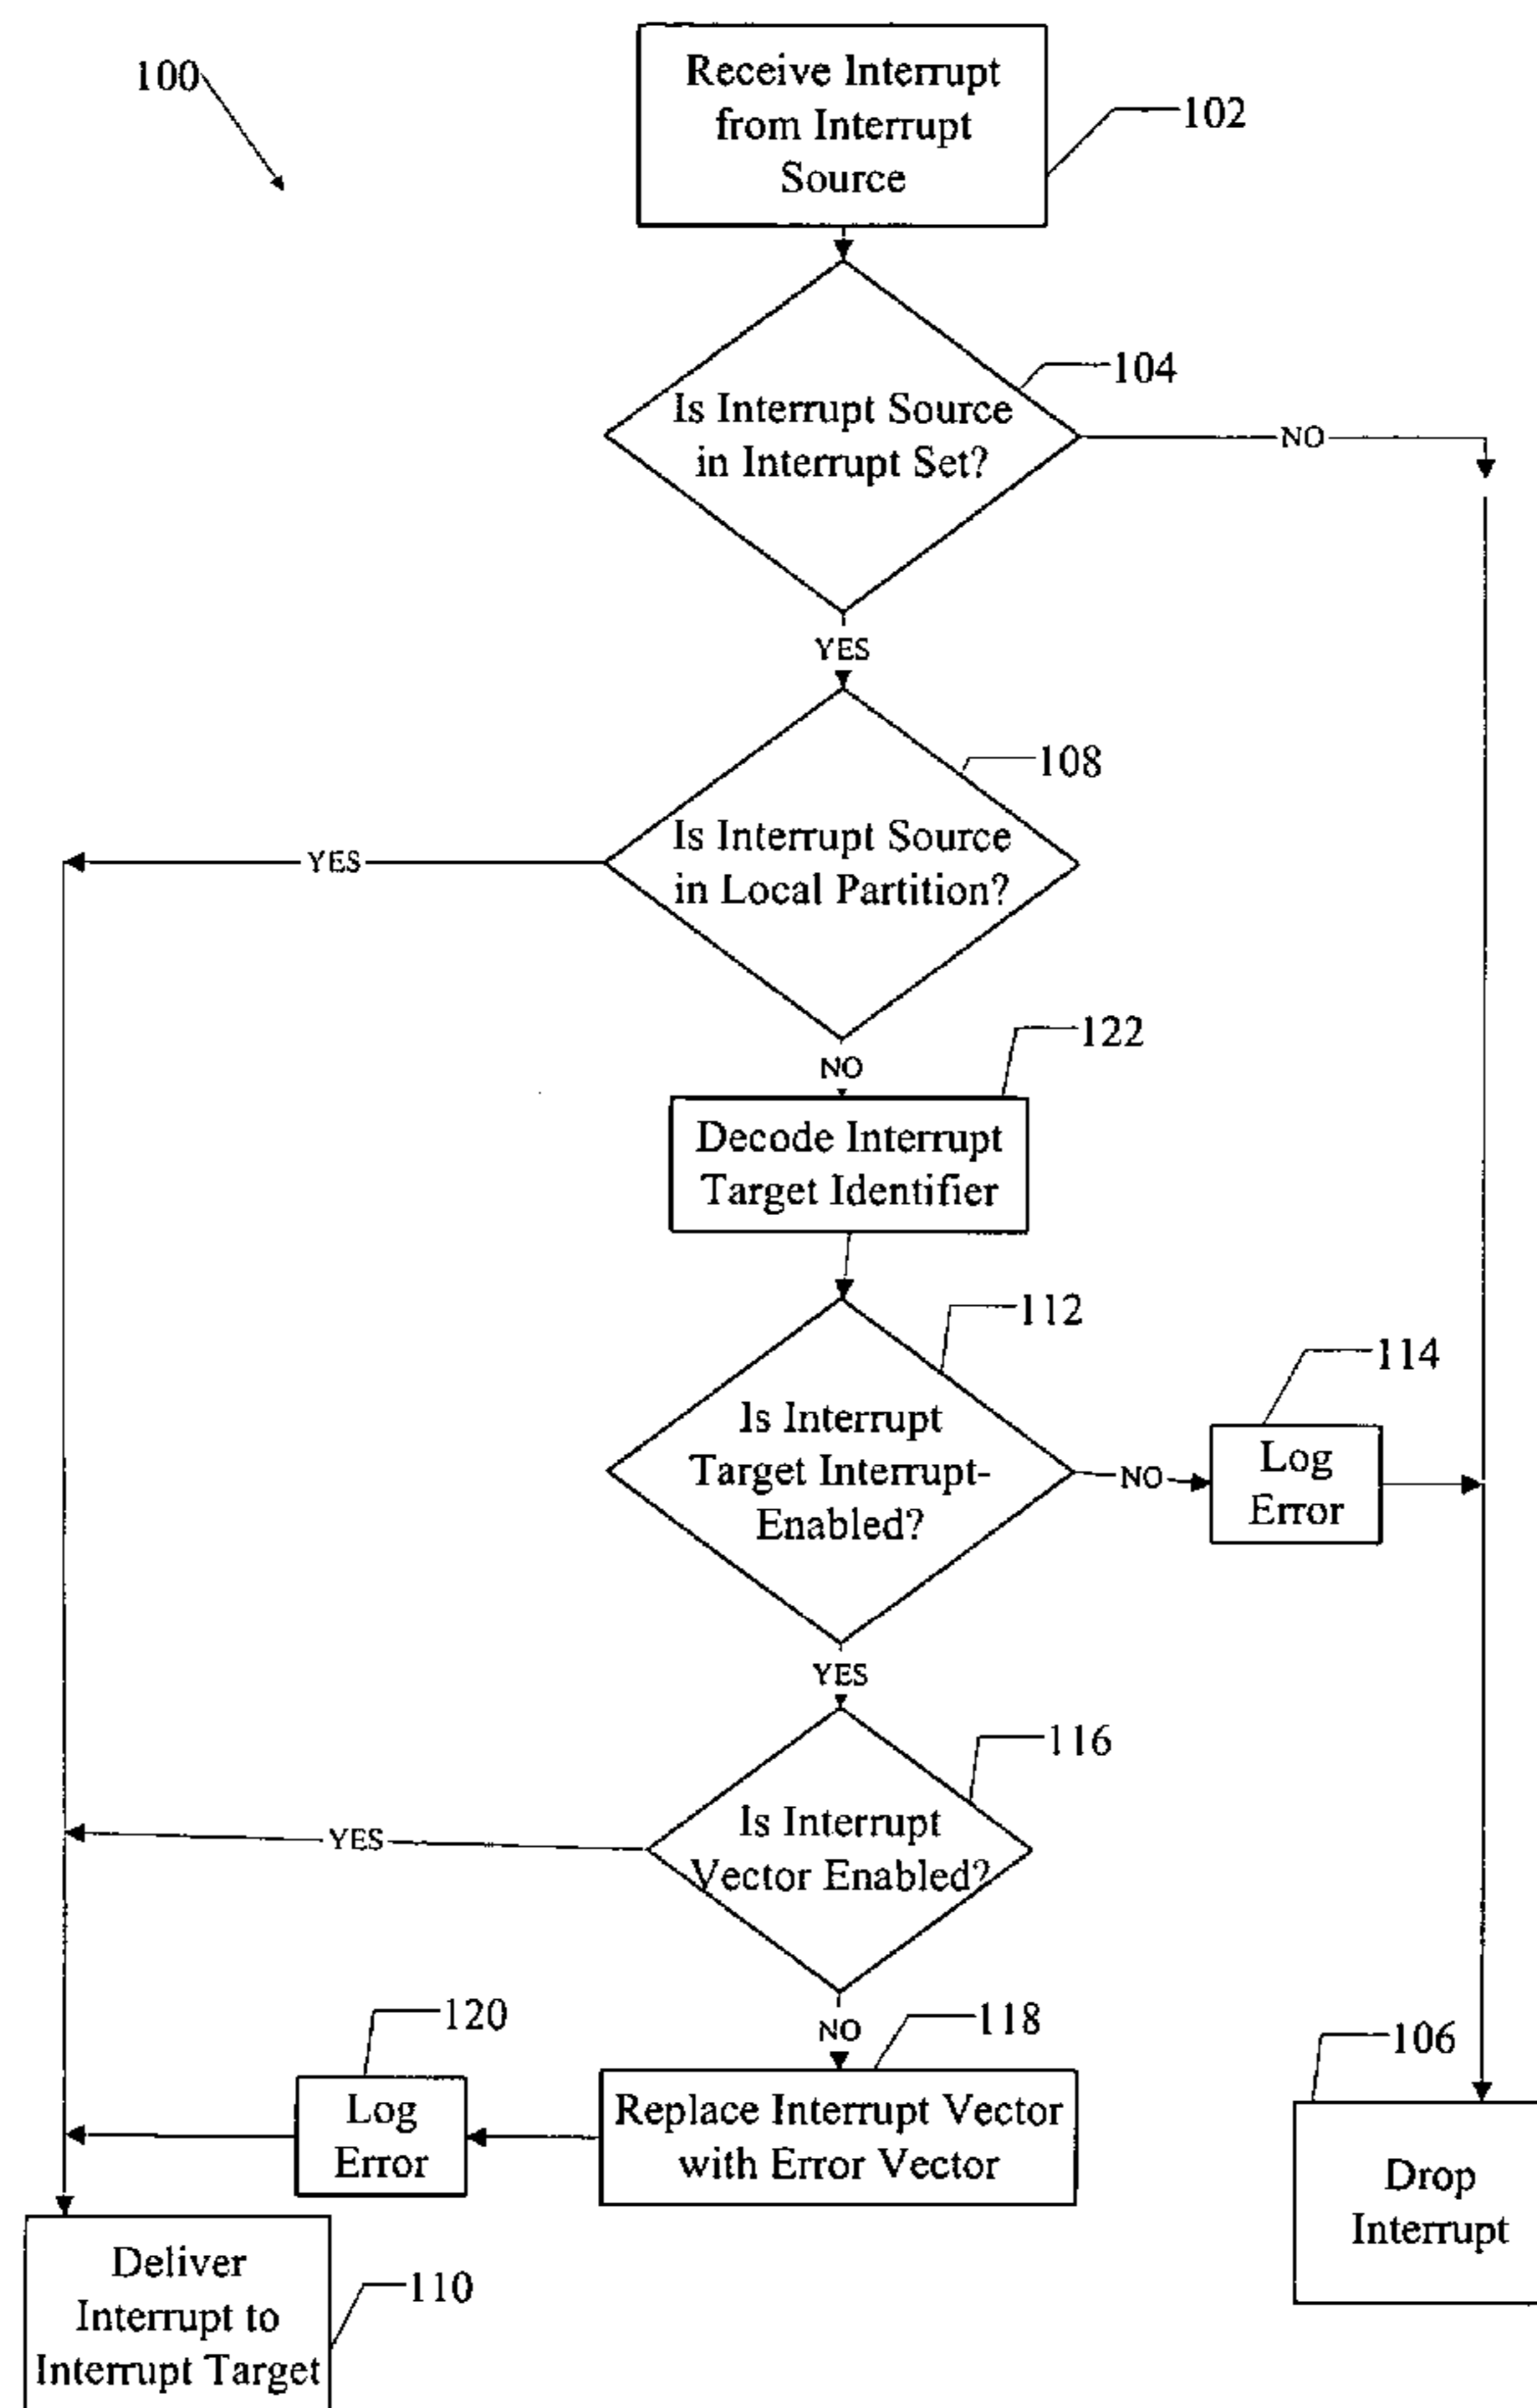 100
Receive Interrupt
from Interrupt
Source
102
104
Is Interrupt Source
in Interrupt Set?
NO
YES
108
Is Interrupt Source
in Local Partition?
YES
NO
122
Decode Interrupt
Target Identifier
112
Is Interrupt
Target Interrupt-
Enabled?
NO
114
Log
Error
YES
116
Is Interrupt
Vector Enabled?
YES
NO
118
Replace Interrupt Vector
with Error Vector
120
Log
Error
106
Drop
Interrupt
Deliver
Interrupt to
Interrupt Target
110